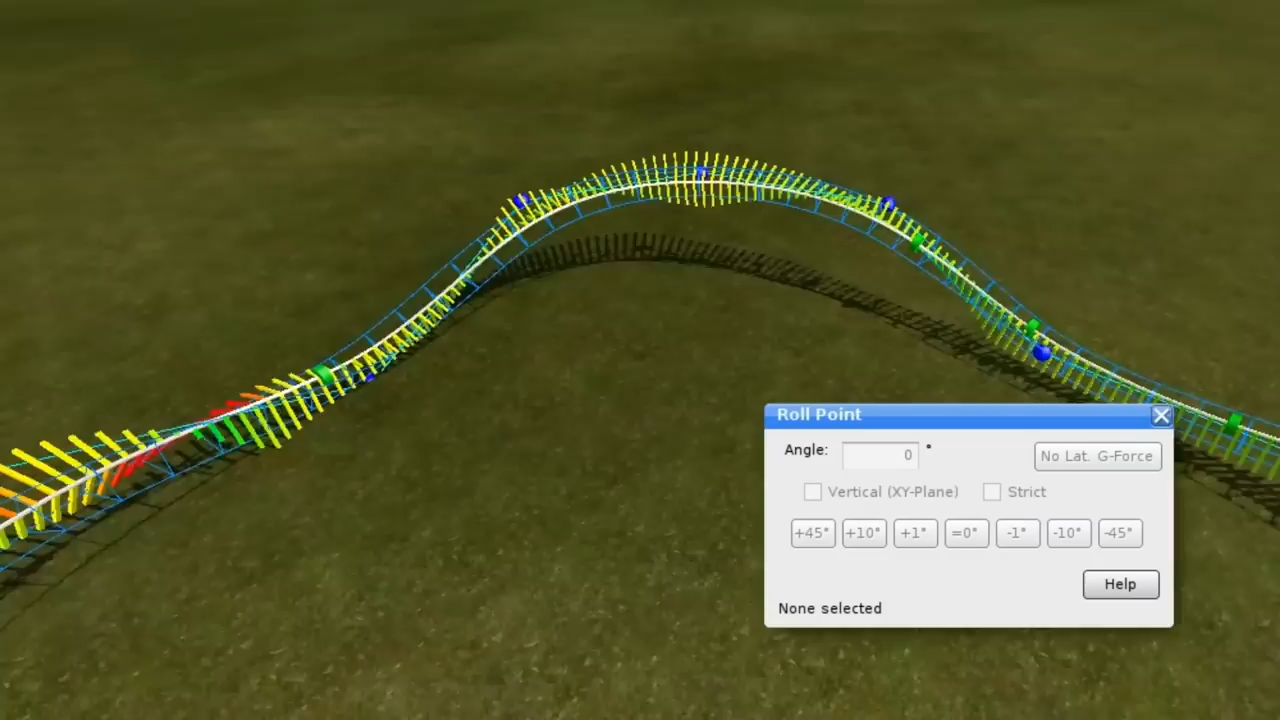 Roll Point
Angle: 0 ° No Lat. G-Force
Vertical (XY-Plane) Strict
+45° +10° +1° =0° -1° -10° -45°
Help
None selected